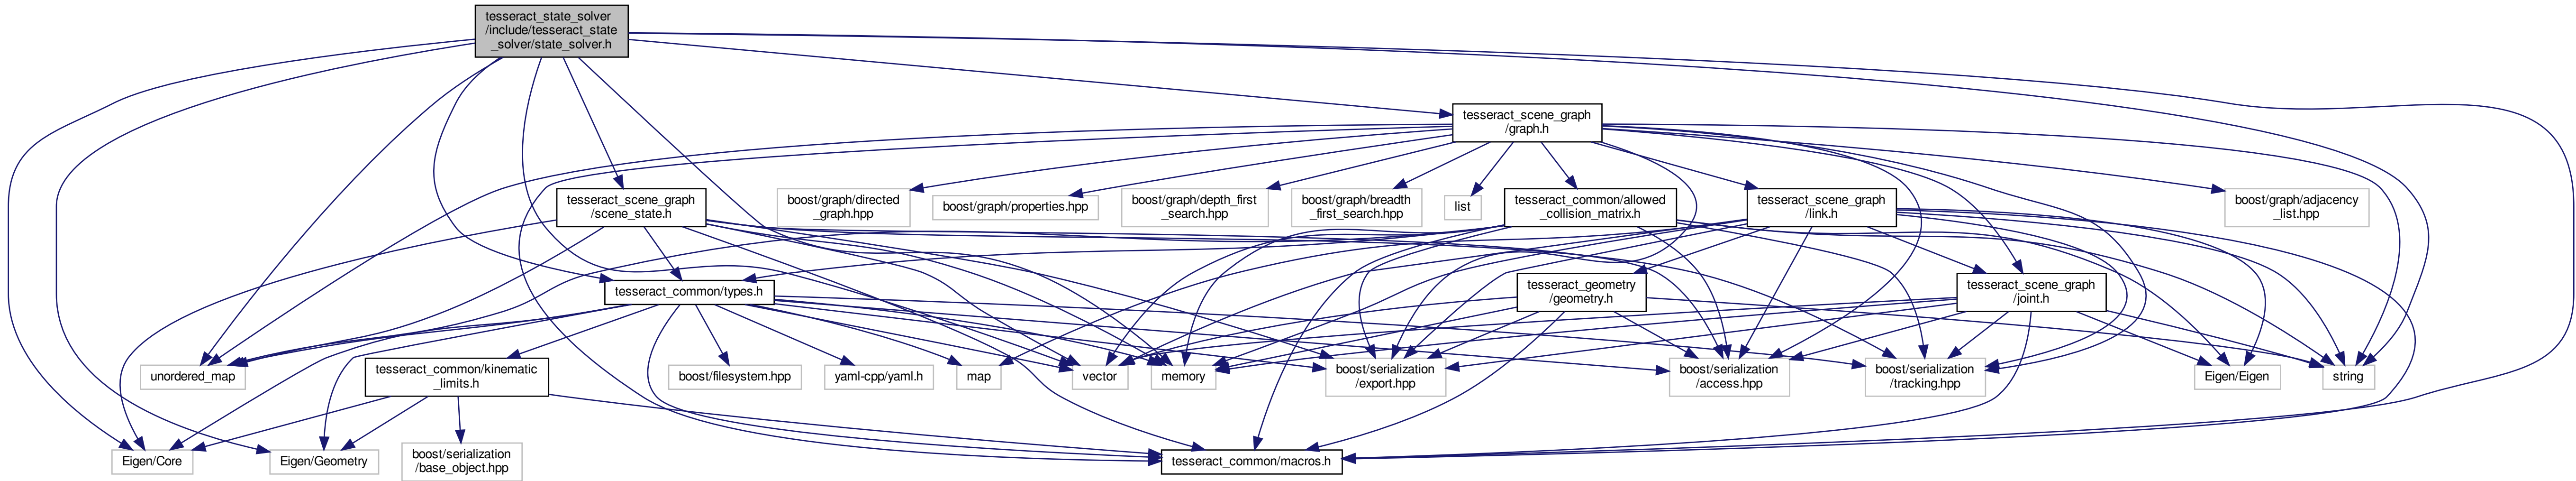 tesseract_state_solver
/include/tesseract_state
_solver/state_solver.h
tesseract_scene_graph
/graph.h
tesseract_scene_graph
/scene_state.h
boost/graph/directed
_graph.hpp
boost/graph/properties.hpp
boost/graph/depth_first
_search.hpp
boost/graph/breadth
_first_search.hpp
list
tesseract_common/allowed
_collision_matrix.h
tesseract_scene_graph
/link.h
boost/graph/adjacency
_list.hpp
tesseract_common/types.h
tesseract_geometry
/geometry.h
tesseract_scene_graph
/joint.h
unordered_map
tesseract_common/kinematic
_limits.h
boost/filesystem.hpp
yaml-cpp/yaml.h
map
vector
memory
boost/serialization
/export.hpp
boost/serialization
/access.hpp
boost/serialization
/tracking.hpp
Eigen/Eigen
string
Eigen/Core
Eigen/Geometry
boost/serialization
/base_object.hpp
tesseract_common/macros.h